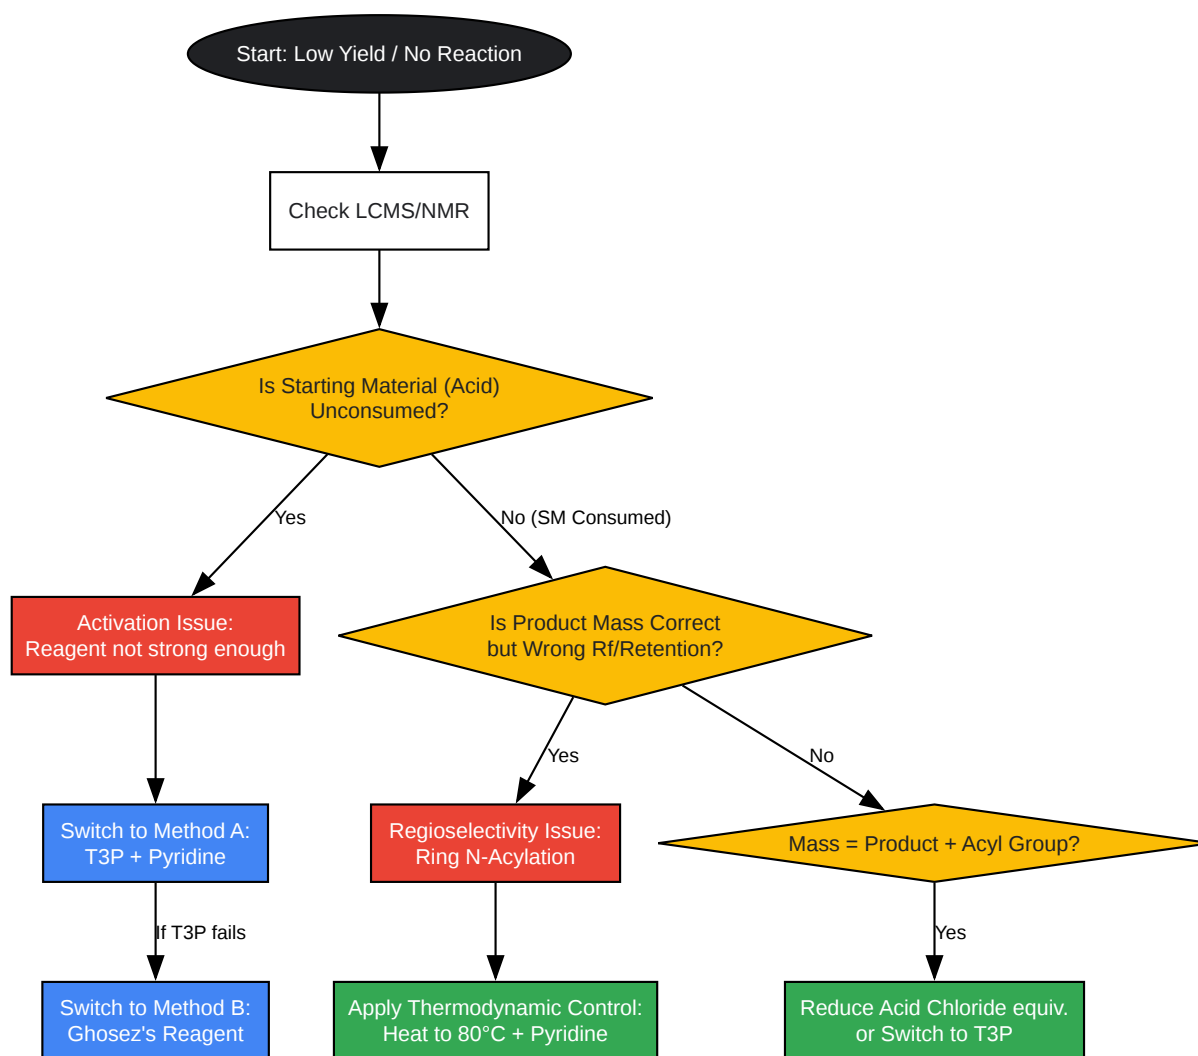 Start: Low Yield / No Reaction
Check LCMS/NMR
Is Starting Material (Acid)
Unconsumed?
Yes
No (SM Consumed)
Activation Issue:
Reagent not strong enough
Is Product Mass Correct
but Wrong Rf/Retention?
Yes
No
Switch to Method A:
T3P + Pyridine
Regioselectivity Issue:
Ring N-Acylation
Mass = Product + Acyl Group?
If T3P fails
Yes
Switch to Method B:
Ghosez's Reagent
Apply Thermodynamic Control:
Heat to 80°C + Pyridine
Reduce Acid Chloride equiv.
or Switch to T3P